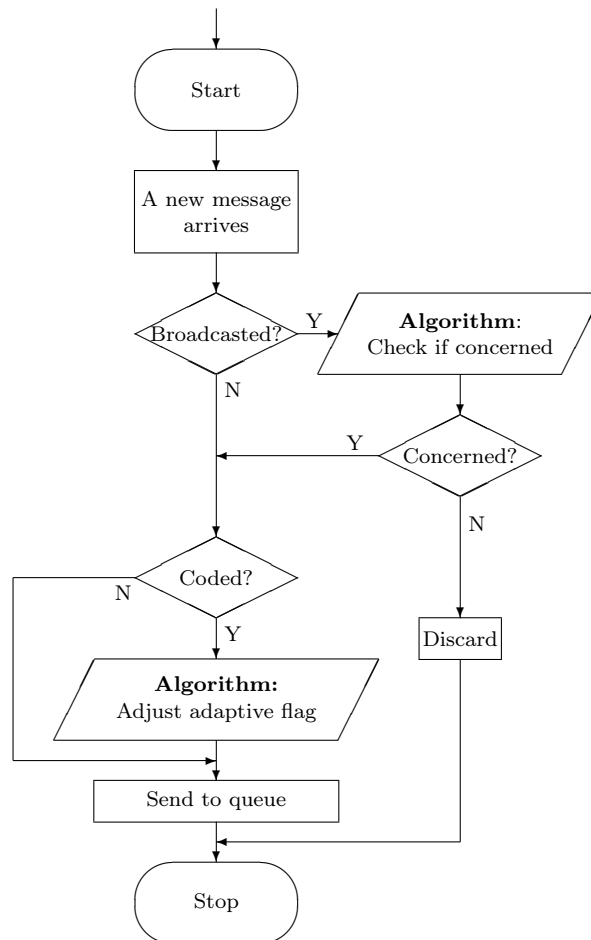 Start
A new message
arrives
Broadcasted?
Y
Algorithm:
Check if concerned
N
Y
Concerned?
N
Coded?
N
Y
Discard
Algorithm:
Adjust adaptive flag
Send to queue
Stop